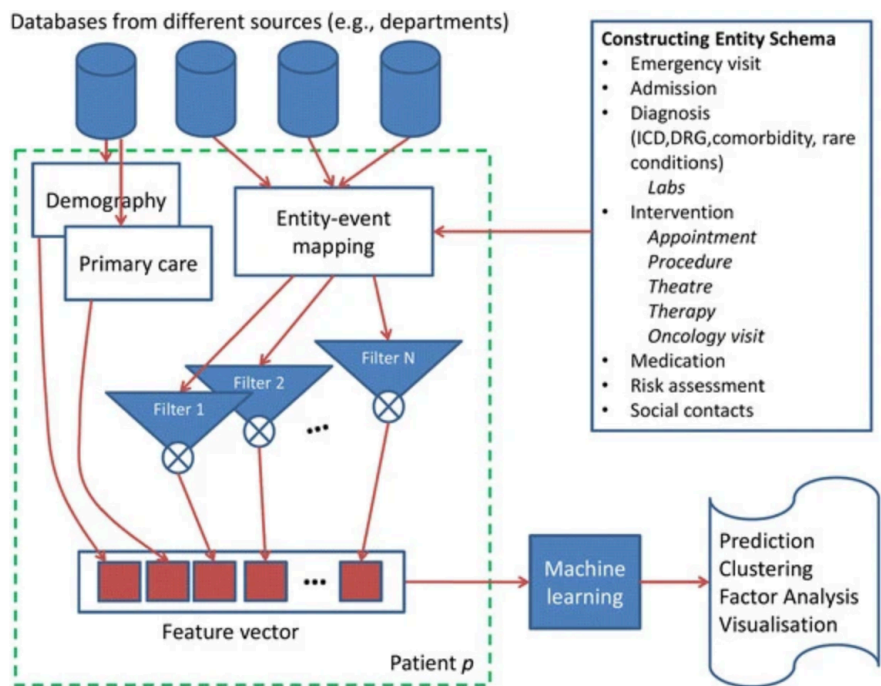 Databases from different sources (e.g., departments)
Constructing Entity Schema
• Emergency visit
• Admission
• Diagnosis
(ICD,DRG,comorbidity, rare
conditions)
Labs
• Intervention
Appointment
Procedure
Theatre
Therapy
Oncology visit
• Medication
• Risk assessment
• Social contacts
Demography
Primary care
Entity-event
mapping
Filter 1
Filter 2
...
Filter N
...
Feature vector
Patient p
Machine
learning
Prediction
Clustering
Factor Analysis
Visualisation